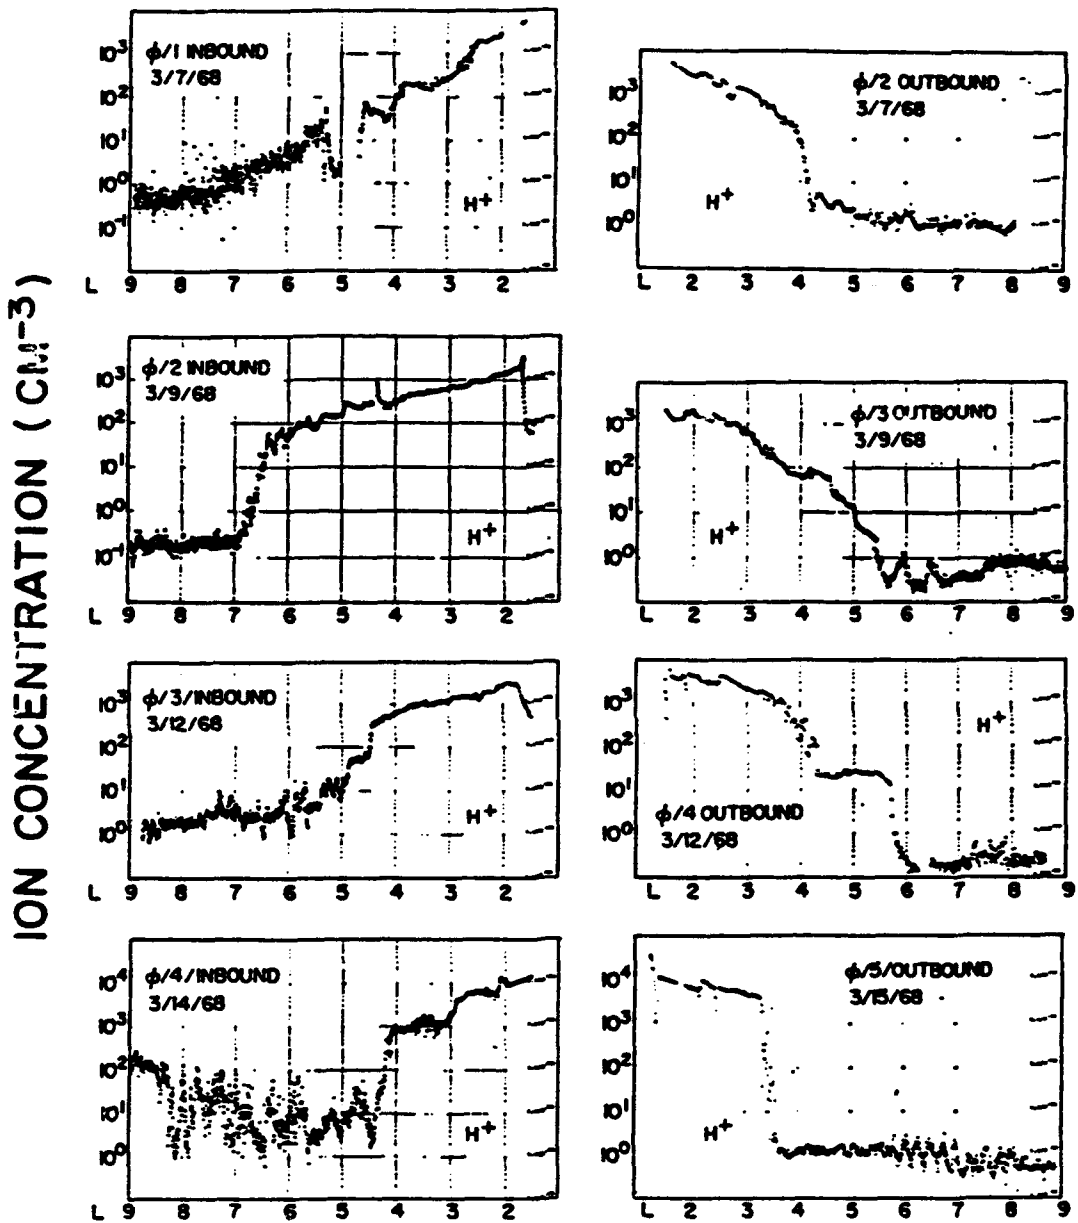 ION CONCENTRATION (CM⁻³)
φ/1 INBOUND
3/7/68
10³
10²
10¹
10⁰
10⁻¹
H⁺
L 9 8 7 6 5 4 3 2
φ/2 OUTBOUND
3/7/68
10³
10²
10¹
10⁰
H⁺
L 2 3 4 5 6 7 8 9
φ/2 INBOUND
3/9/68
10³
10²
10¹
10⁰
10⁻¹
H⁺
L 9 8 7 6 5 4 3 2
φ/3 OUTBOUND
3/9/68
10³
10²
10¹
10⁰
H⁺
L 2 3 4 5 6 7 8 9
φ/3/INBOUND
3/12/68
10³
10²
10¹
10⁰
H⁺
L 9 8 7 6 5 4 3 2
φ/4 OUTBOUND
3/12/68
10³
10²
10¹
10⁰
H⁺
L 2 3 4 5 6 7 8 9
φ/4/INBOUND
3/14/68
10⁴
10³
10²
10¹
10⁰
H⁺
L 9 8 7 6 5 4 3 2
φ/5/OUTBOUND
3/15/68
10⁴
10³
10²
10¹
10⁰
H⁺
L 2 3 4 5 6 7 8 9